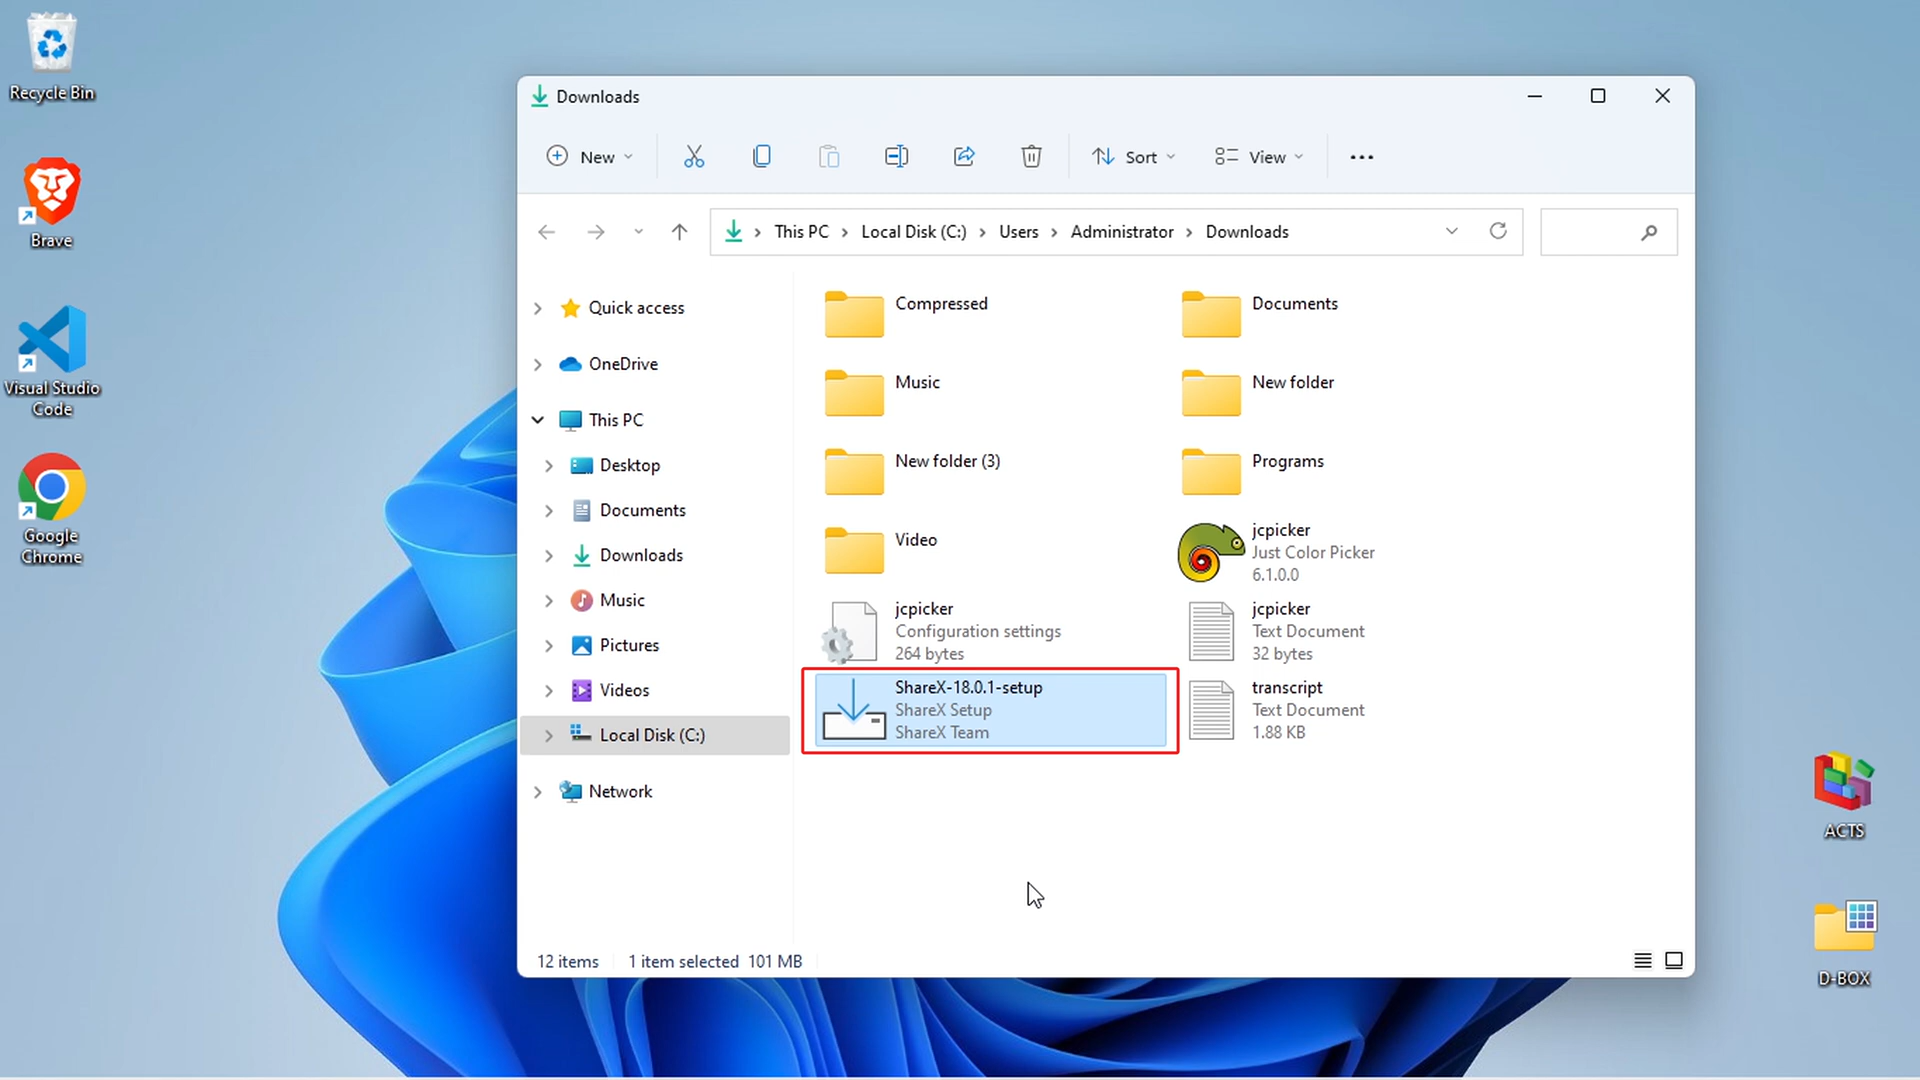 Recycle Bin
Brave
Visual Studio
Code
Google
Chrome
Downloads
New
Sort
View
This PC > Local Disk (C:) > Users > Administrator > Downloads
Quick access
OneDrive
This PC
Desktop
Documents
Downloads
Music
Pictures
Videos
Local Disk (C:)
Network
Compressed
Documents
Music
New folder
New folder (3)
Programs
Video
jcpicker
Just Color Picker
6.1.0.0
jcpicker
Configuration settings
264 bytes
jcpicker
Text Document
32 bytes
ShareX-18.0.1-setup
ShareX Setup
ShareX Team
transcript
Text Document
1.88 KB
12 items
1 item selected 101 MB
ACTS
D-BOX